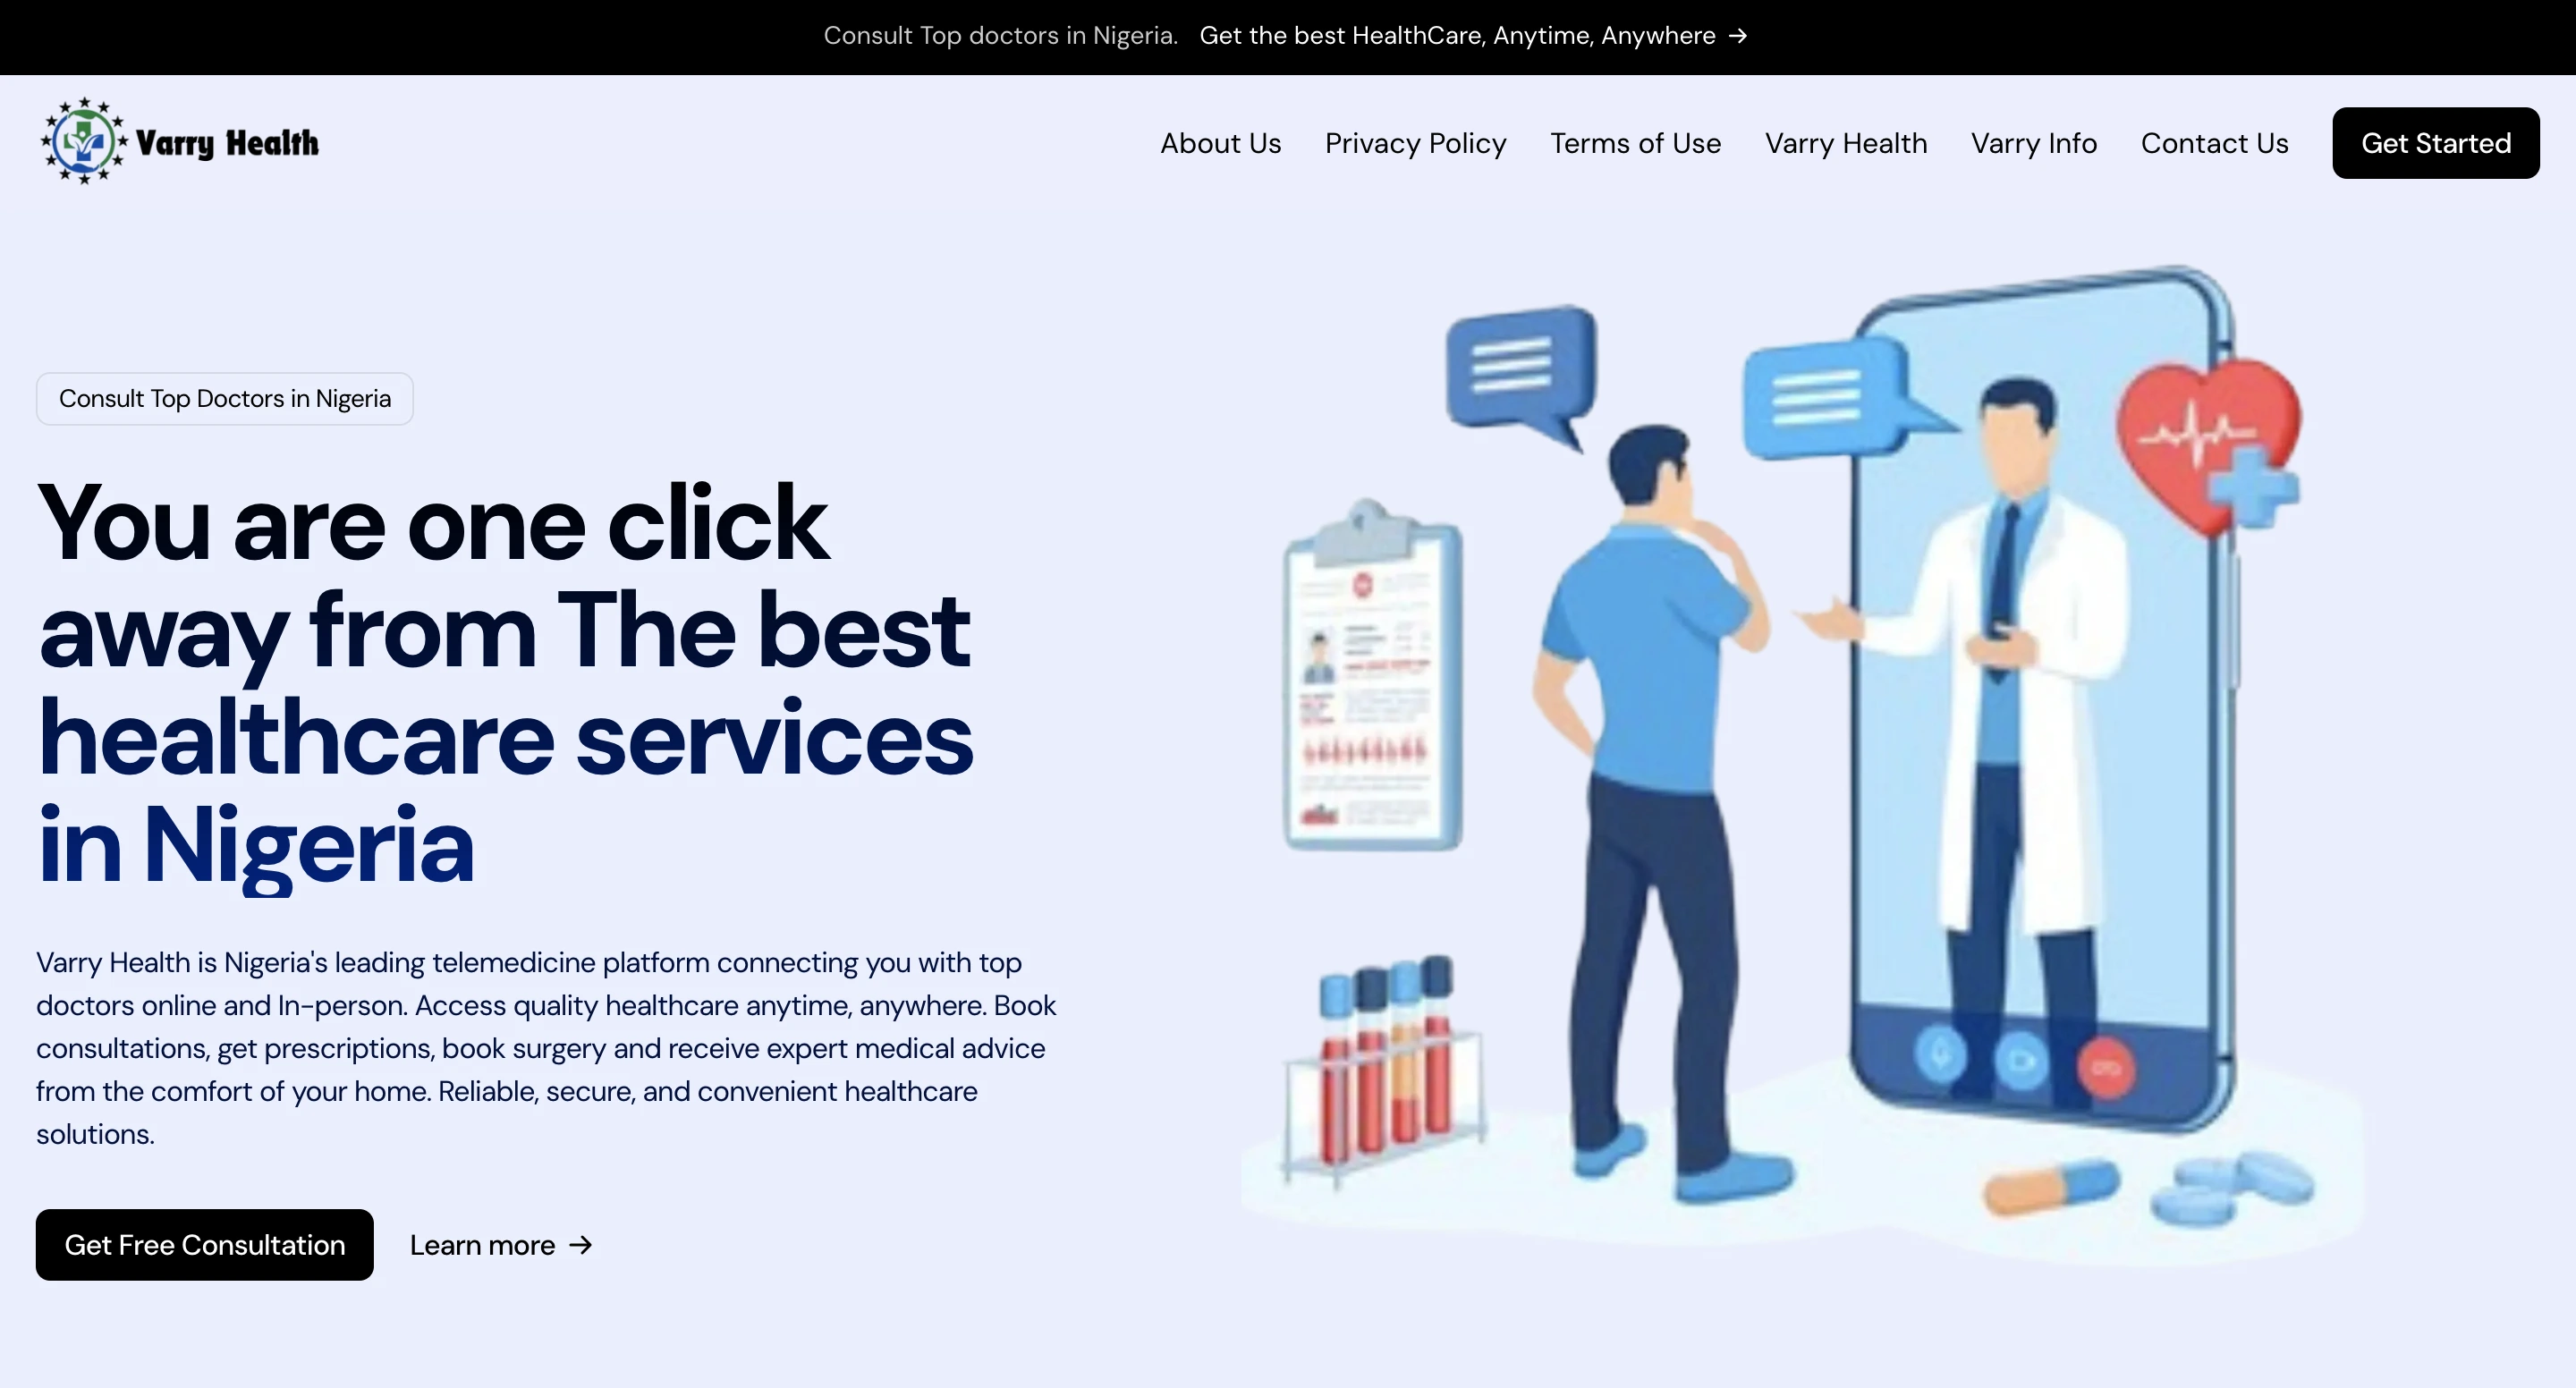 Consult Top doctors in Nigeria. Get the best HealthCare, Anytime, Anywhere →
Varry Health
About Us Privacy Policy Terms of Use Varry Health Varry Info Contact Us Get Started
Consult Top Doctors in Nigeria
You are one click
away from The best
healthcare services
in Nigeria
Varry Health is Nigeria's leading telemedicine platform connecting you with top
doctors online and In-person. Access quality healthcare anytime, anywhere. Book
consultations, get prescriptions, book surgery and receive expert medical advice
from the comfort of your home. Reliable, secure, and convenient healthcare
solutions.
Get Free Consultation Learn more →